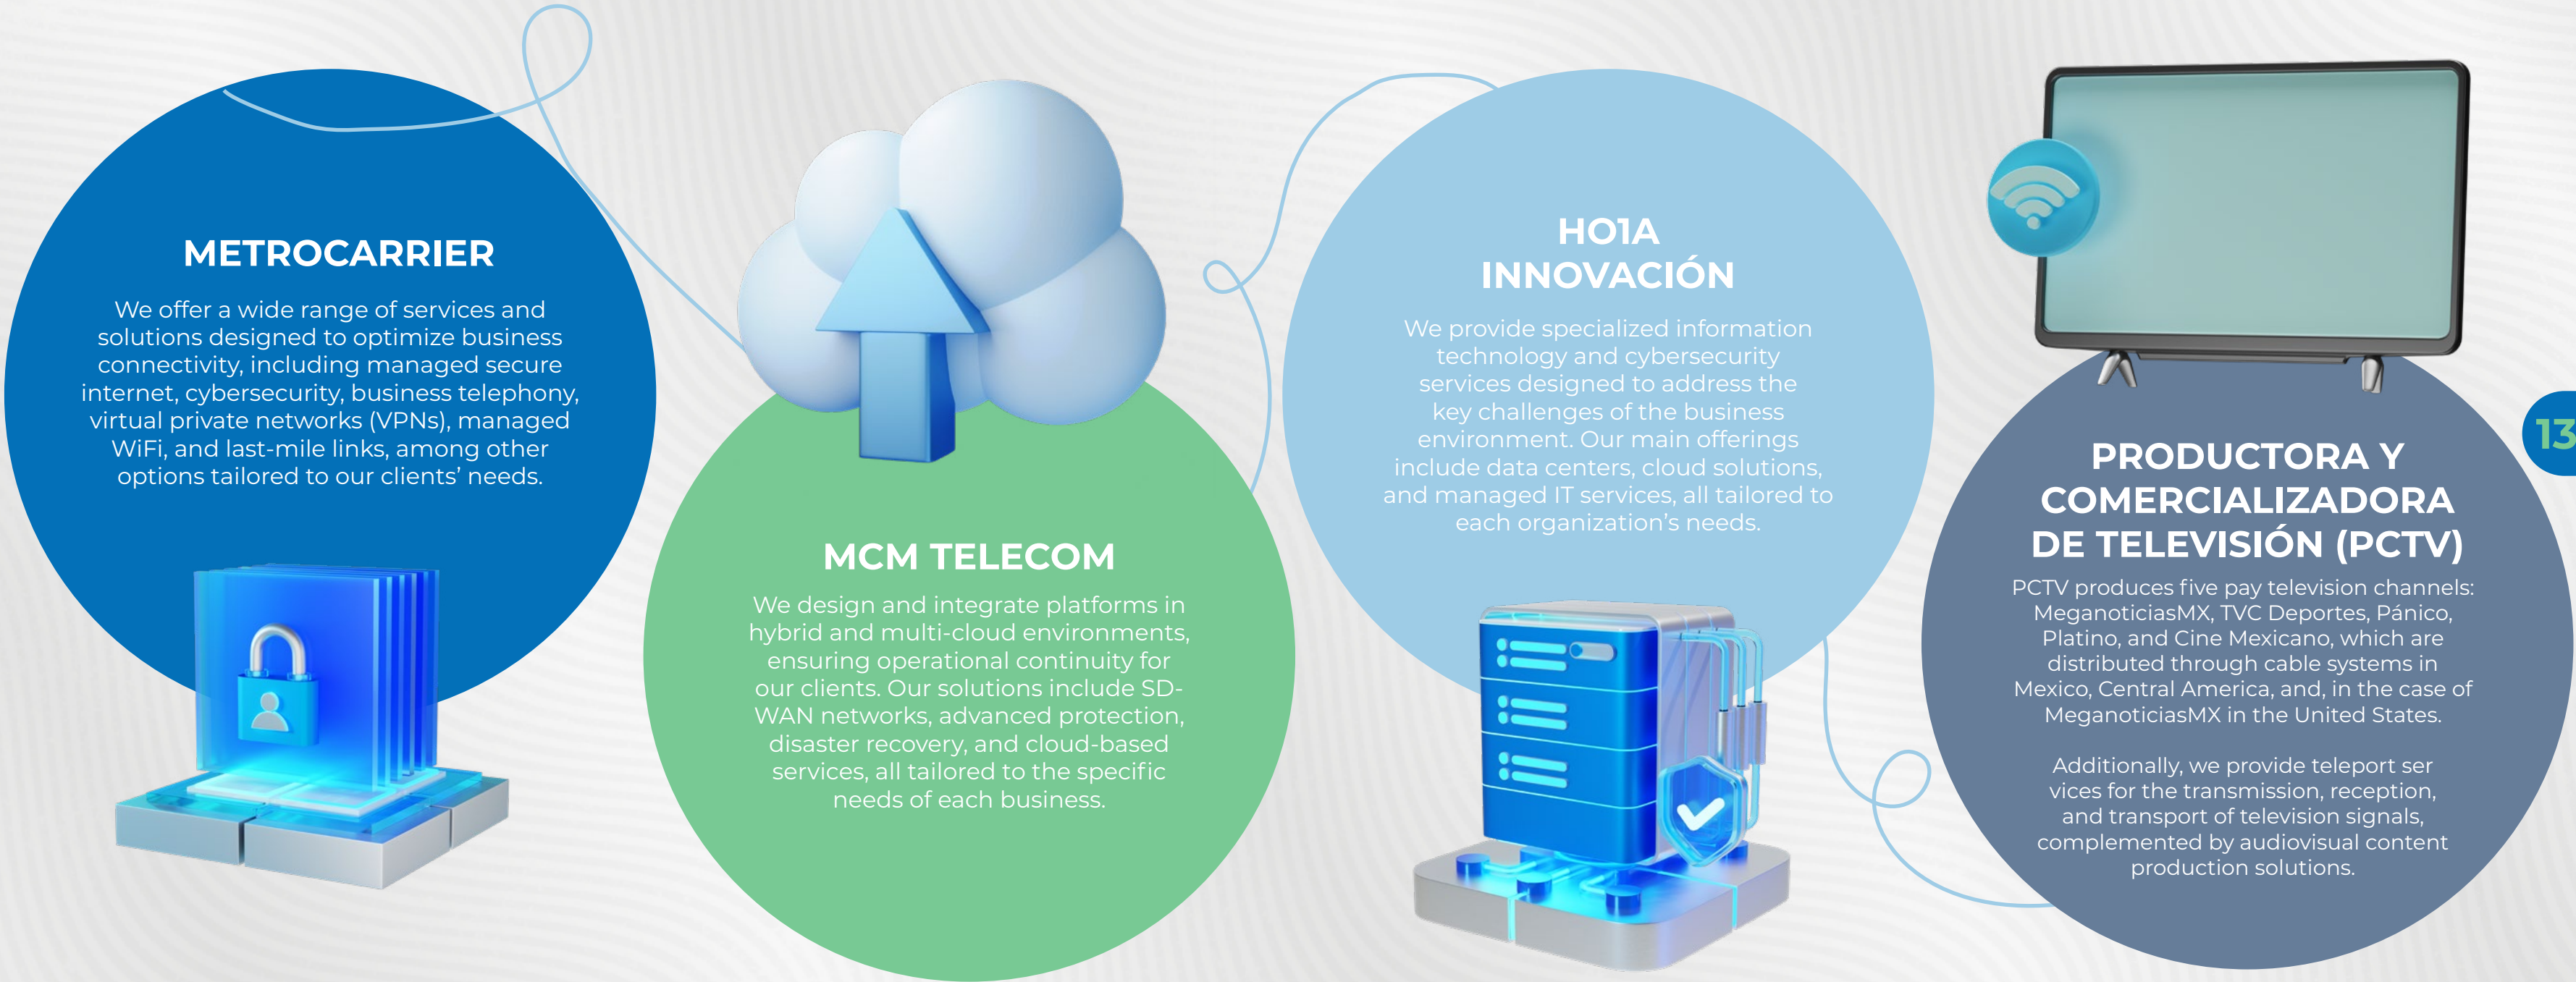 METROCARRIER
We offer a wide range of services and
solutions designed to optimize business
connectivity, including managed secure
internet, cybersecurity, business telephony,
virtual private networks (VPNs), managed
WiFi, and last-mile links, among other
options tailored to our clients’ needs.
MCM TELECOM
We design and integrate platforms in
hybrid and multi-cloud environments,
ensuring operational continuity for
our clients. Our solutions include SD-
WAN networks, advanced protection,
disaster recovery, and cloud-based
services, all tailored to the specific
needs of each business.
HO1A
INNOVACIÓN
We provide specialized information
technology and cybersecurity
services designed to address the
key challenges of the business
environment. Our main offerings
include data centers, cloud solutions,
and managed IT services, all tailored to
each organization’s needs.
PRODUCTORA Y
COMERCIALIZADORA
DE TELEVISIÓN (PCTV)
PCTV produces five pay television channels:
MeganoticiasMX, TVC Deportes, Pánico,
Platino, and Cine Mexicano, which are
distributed through cable systems in
Mexico, Central America, and, in the case of
MeganoticiasMX in the United States.
Additionally, we provide teleport ser
vices for the transmission, reception,
and transport of television signals,
complemented by audiovisual content
production solutions.
13